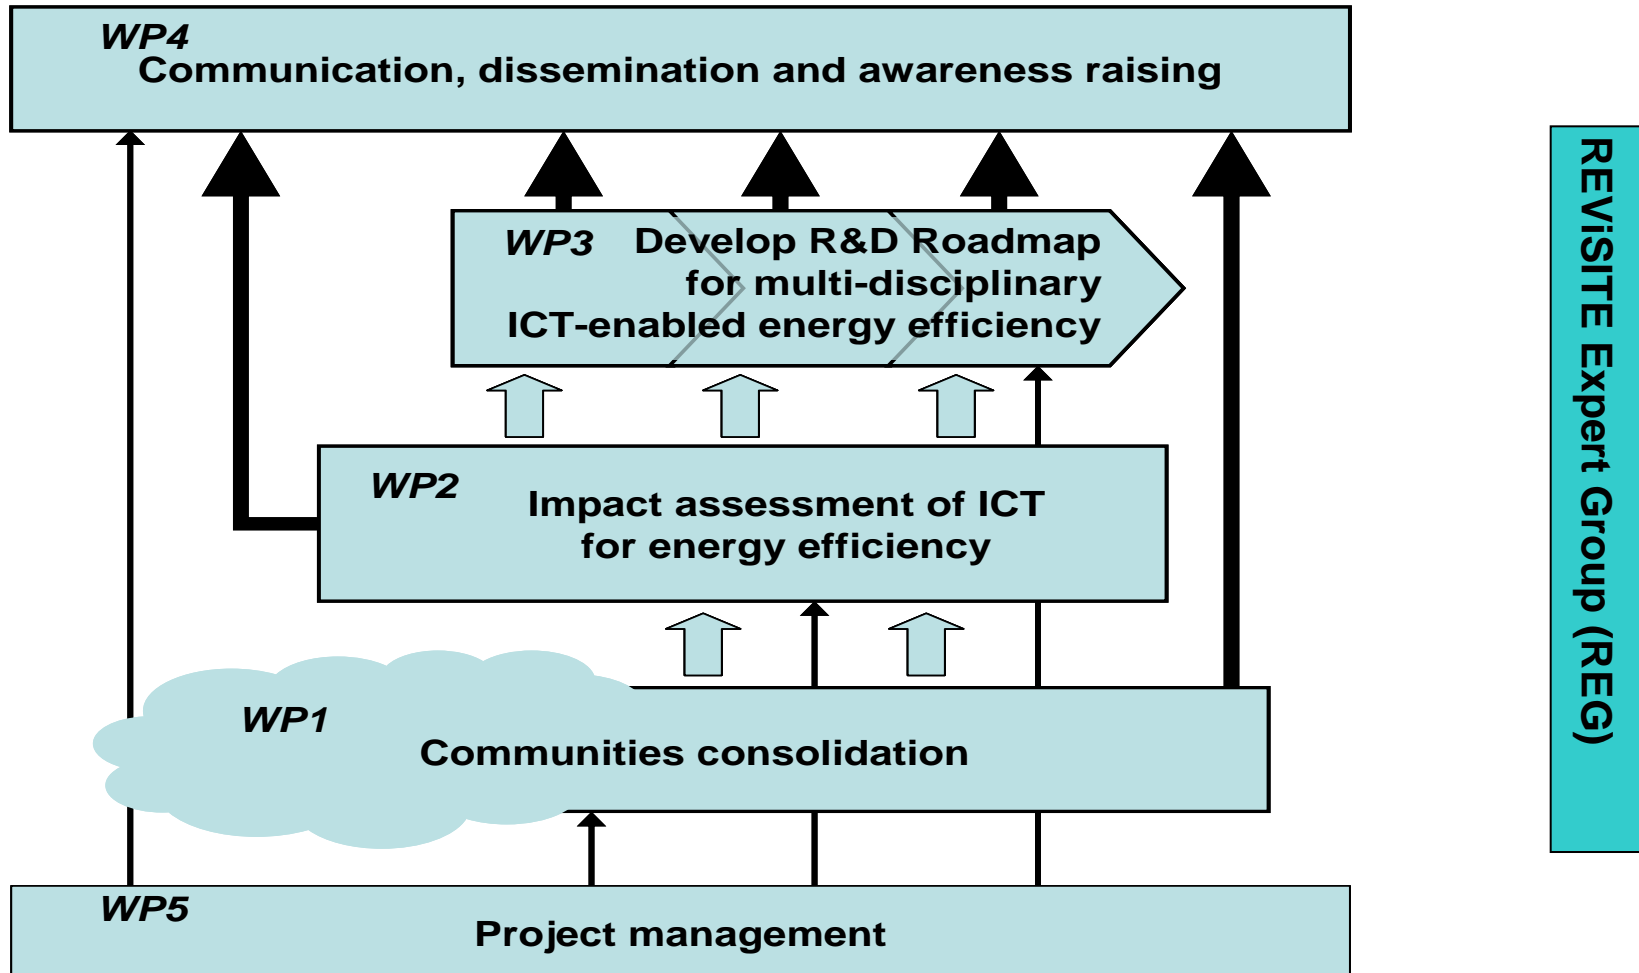 WP4
Communication, dissemination and awareness raising
WP3
Develop R&D Roadmap
for multi-disciplinary
ICT-enabled energy efficiency
WP2
Impact assessment of ICT
for energy efficiency
WP1
Communities consolidation
WP5
Project management
REViSITE Expert Group (REG)